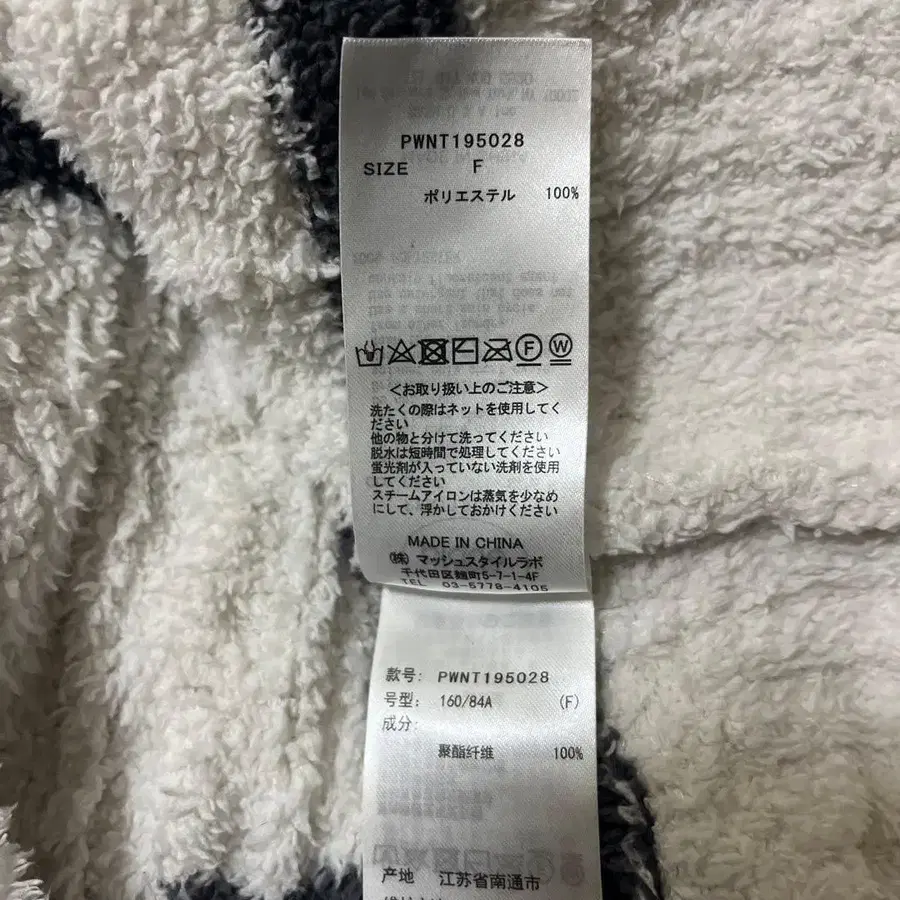 PWNT195028
SIZE F
ポリエステル 100%
F W
<お取り扱い上のご注意>
洗たくの際はネットを使用してく
ださい
他の物と分けて洗ってください
脱水は短時間で処理してください
蛍光剤が入っていない洗剤を使用
してください
スチームアイロンは蒸気を少なめ
にして、浮かしておかけください
MADE IN CHINA
㈱ マッシュスタイルラボ
千代田区麹町5-7-1-4F
TEL 03-5778-4105
款号: PWNT195028
号型: 160/84A (F)
成分:
聚酯纤维 100%
产地 江苏省南通市